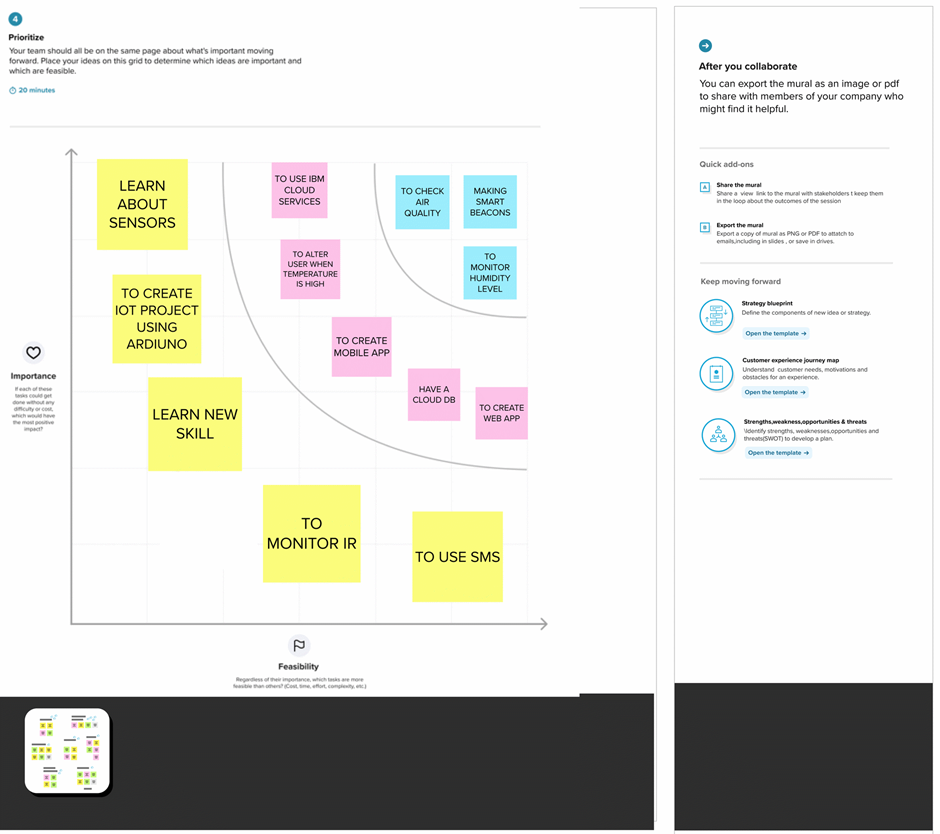 4
Prioritize
Your team should all be on the same page about what's important moving
forward. Place your ideas on this grid to determine which ideas are important and
which are feasible.
20 minutes
LEARN
ABOUT
SENSORS
TO USE IBM
CLOUD
SERVICES
TO CHECK
AIR
QUALITY
MAKING
SMART
BEACONS
TO ALTER
USER WHEN
TEMPERATURE
IS HIGH
TO
MONITOR
HUMIDITY
LEVEL
TO CREATE
IOT PROJECT
USING
ARDIUNO
TO CREATE
MOBILE APP
HAVE A
CLOUD DB
TO CREATE
WEB APP
LEARN NEW
SKILL
TO
MONITOR IR
TO USE SMS
Importance
If each of these
tasks could get
done without any
difficulty or cost,
which would have
the most positive
impact?
Feasibility
Regardless of their importance, which tasks are more
feasible than others? (Cost, time, effort, complexity, etc.)
After you collaborate
You can export the mural as an image or pdf
to share with members of your company who
might find it helpful.
Quick add-ons
A
Share the mural
Share a view link to the mural with stakeholders t keep them
in the loop about the outcomes of the session
B
Export the mural
Export a copy of mural as PNG or PDF to attatch to
emails,including in slides , or save in drives.
Keep moving forward
Strategy blueprint
Define the components of new idea or strategy.
Open the template →
Customer experience journey map
Understand customer needs, motivations and
obstacles for an experience.
Open the template →
Strengths,weakness,opportunities & threats
\Identify strengths, weaknesses,opportunities and
threats(SWOT) to develop a plan.
Open the template →